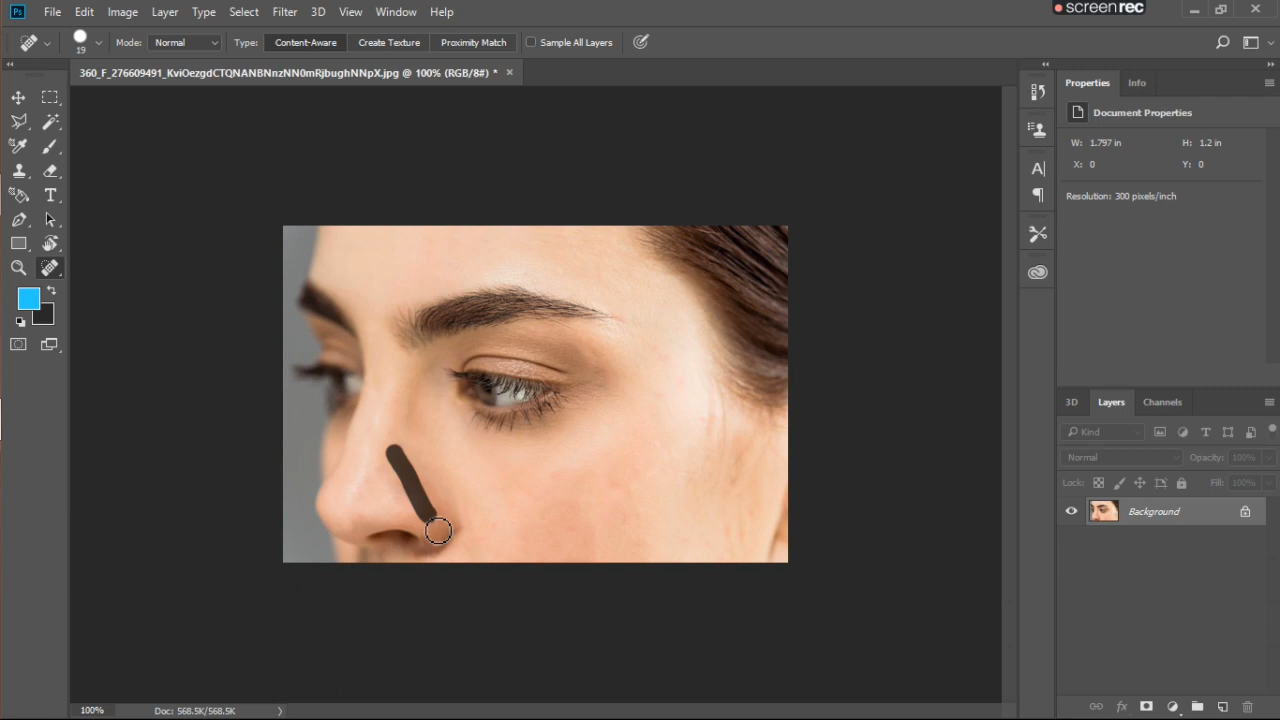 screenrec
Ps File Edit Image Layer Type Select Filter 3D View Window Help
19 Mode: Normal Type: Content-Aware Create Texture Proximity Match Sample All Layers
360_F_276609491_KviOezgdCTQNANBNnzNN0mRjbughNNpX.jpg @ 100% (RGB/8#) *
Properties Info
Document Properties
W: 1.797 in H: 1.2 in
X: 0 Y: 0
Resolution: 300 pixels/inch
3D Layers Channels
Kind
Normal Opacity: 100%
Lock: Fill: 100%
Background
100% Doc: 568.5K/568.5K